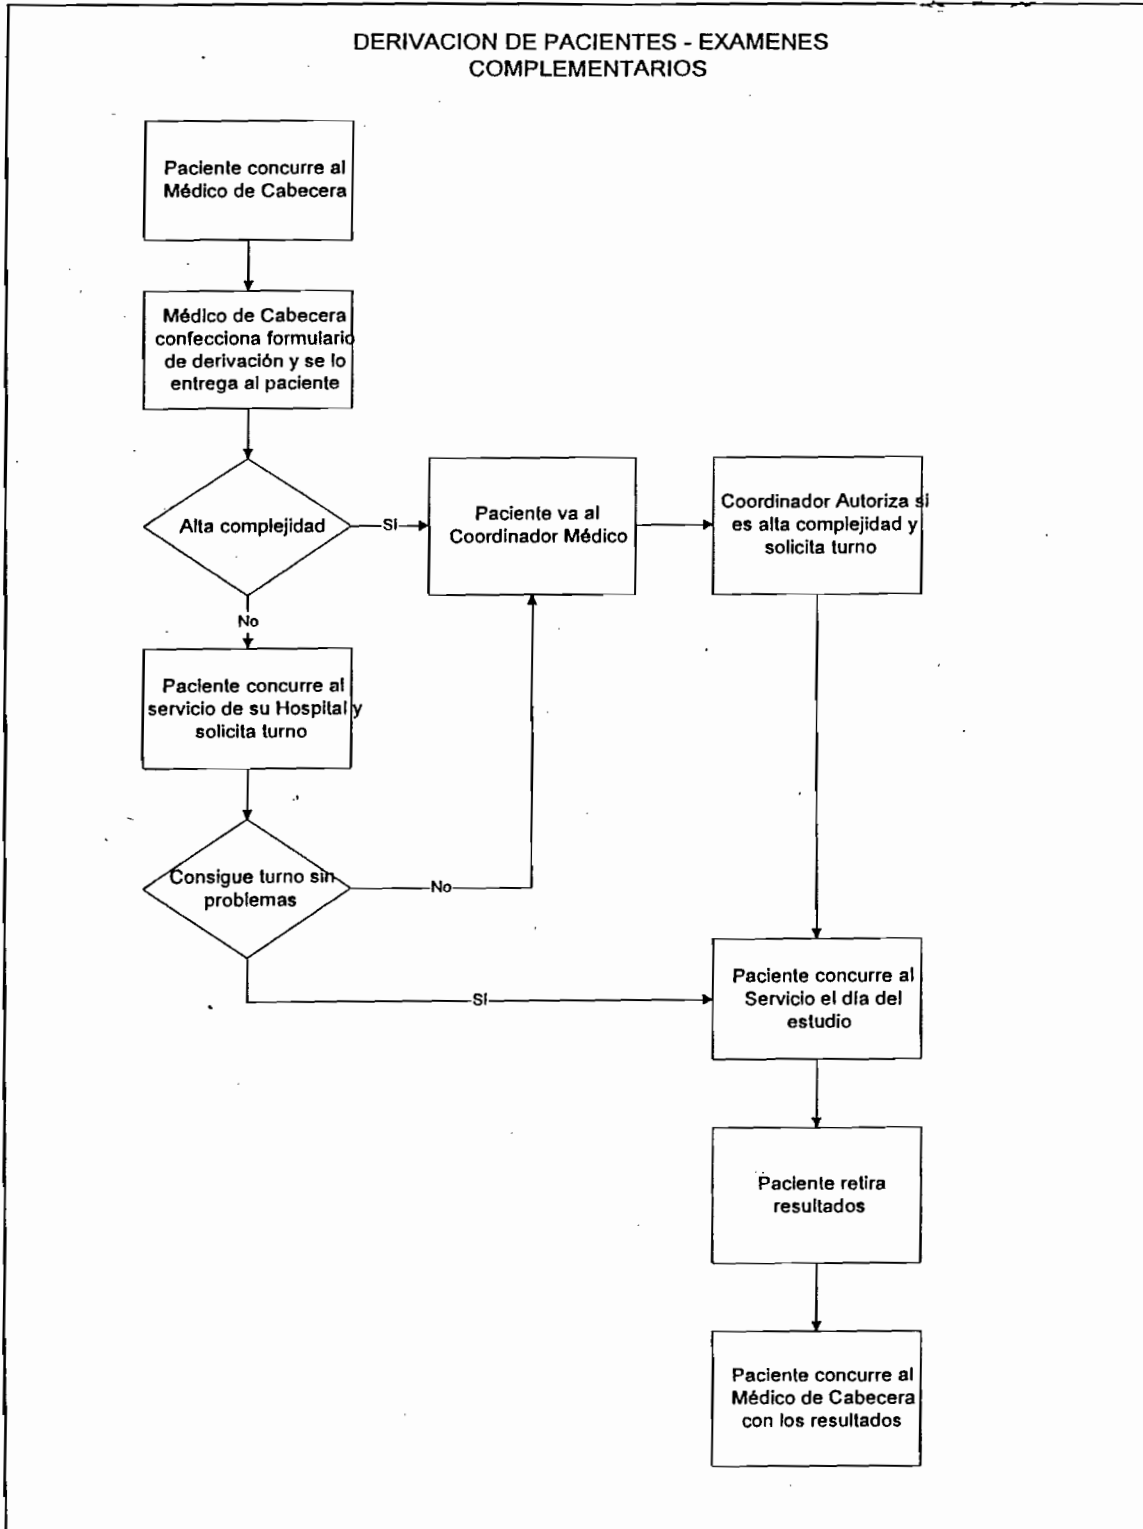 DERIVACION DE PACIENTES - EXAMENES
COMPLEMENTARIOS
Paciente concurre al
Médico de Cabecera
Médico de Cabecera
confecciona formulario
de derivación y se lo
entrega al paciente
Alta complejidad
Sí
Paciente va al
Coordinador Médico
Coordinador Autoriza si
es alta complejidad y
solicita turno
No
Paciente concurre al
servicio de su Hospital y
solicita turno
Consigue turno sin
problemas
No
Sí
Paciente concurre al
Servicio el día del
estudio
Paciente retira
resultados
Paciente concurre al
Médico de Cabecera
con los resultados